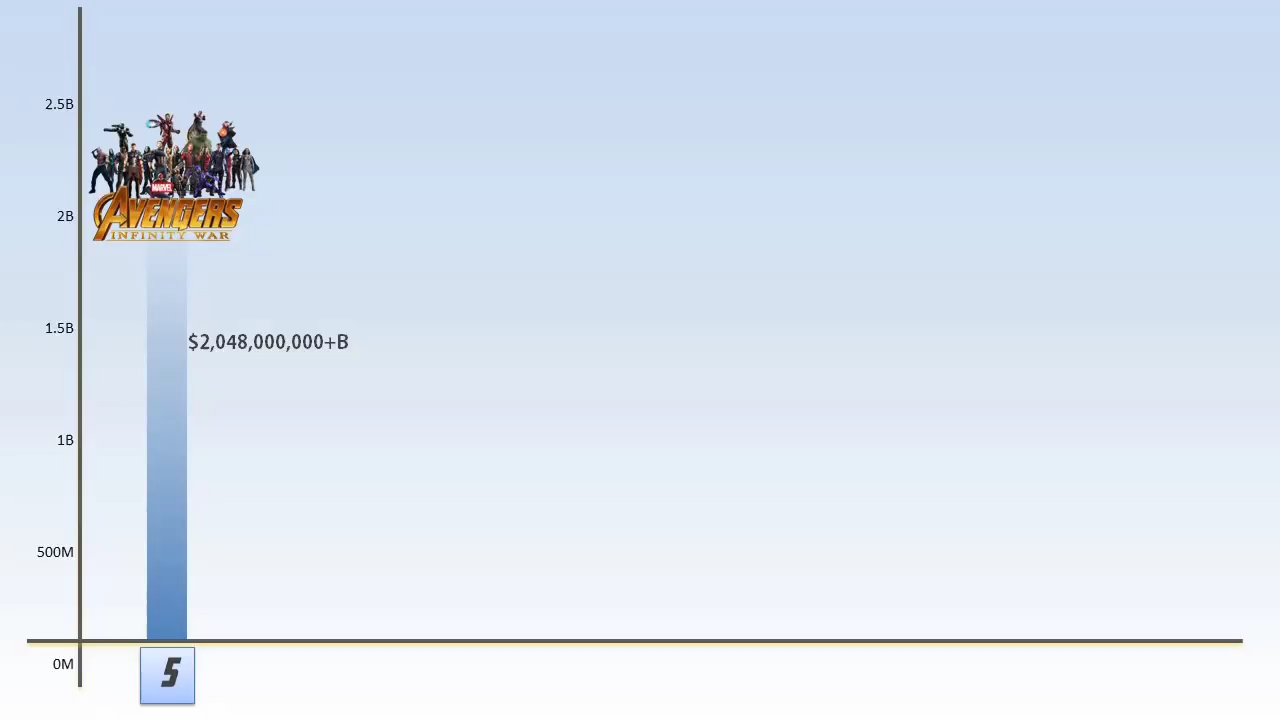 2.5B
MARVEL
AVENGERS
INFINITY WAR
2B
1.5B
$2,048,000,000+B
1B
500M
0M
5